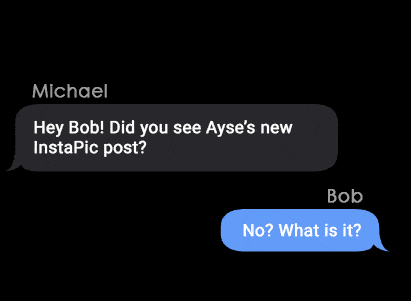 Michael
Hey Bob! Did you see Ayse’s new
InstaPic post?
Bob
No? What is it?